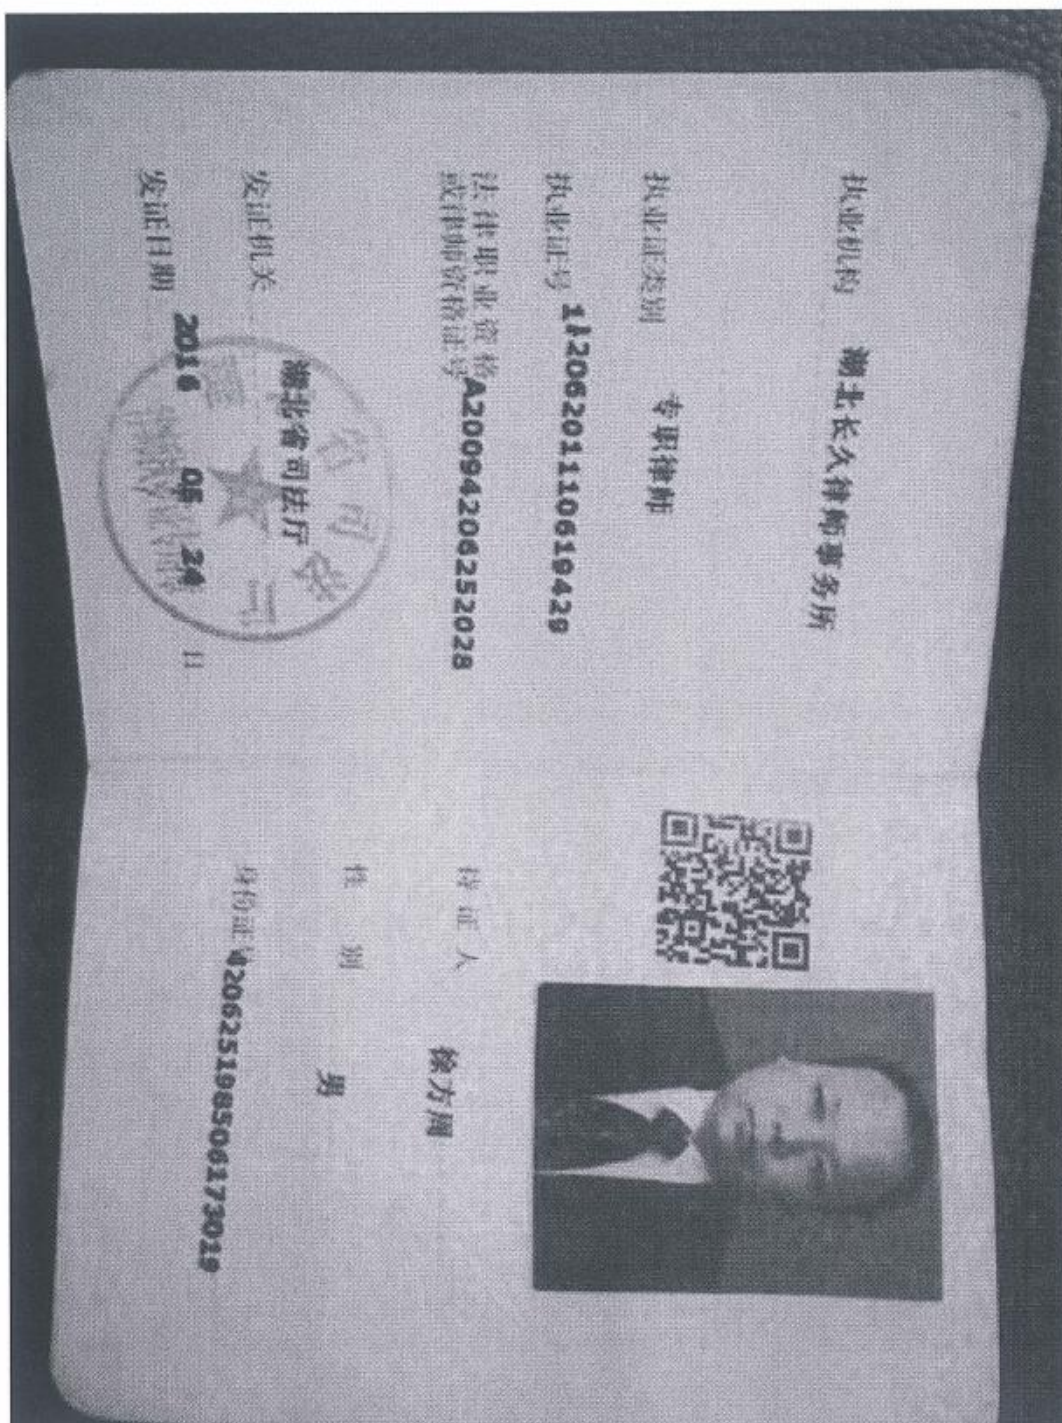 执业机构 湖北长久律师事务所
执业证类别 专职律师
执业证号 14206201110619429
法律职业资格
或律师资格证号 A20094206252028
发证机关 湖北省司法厅
发证日期 2016 05 24 日
持证人 徐方周
性别 男
身份证号 420625198506173019